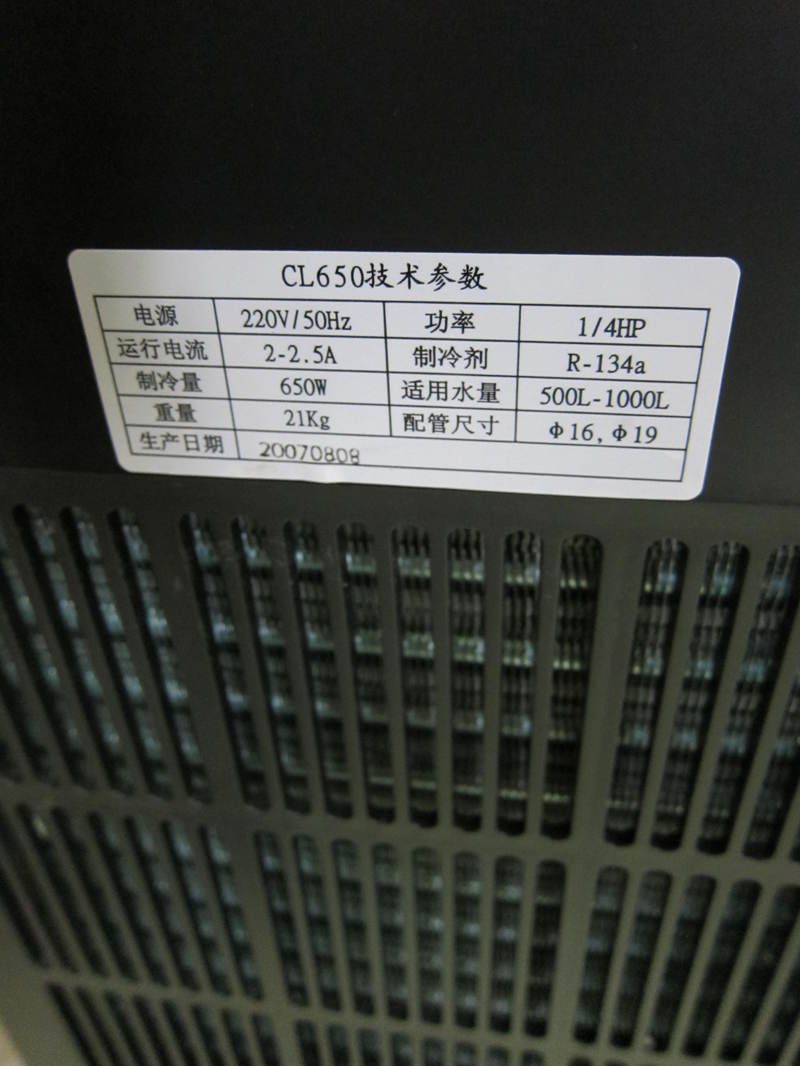 CL650技术参数
电源 220V/50Hz 功率 1/4HP
运行电流 2-2.5A 制冷剂 R-134a
制冷量 650W 适用水量 500L-1000L
重量 21Kg 配管尺寸 Φ16,Φ19
生产日期 20070808